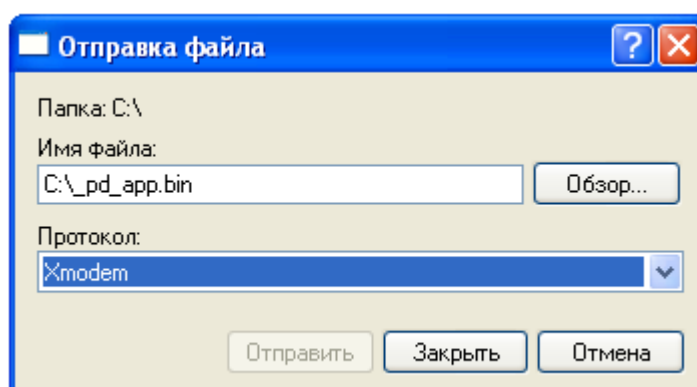 Отправка файла
Папка: C:\
Имя файла:
C:\_pd_app.bin
Обзор...
Протокол:
Xmodem
Отправить Закрыть Отмена